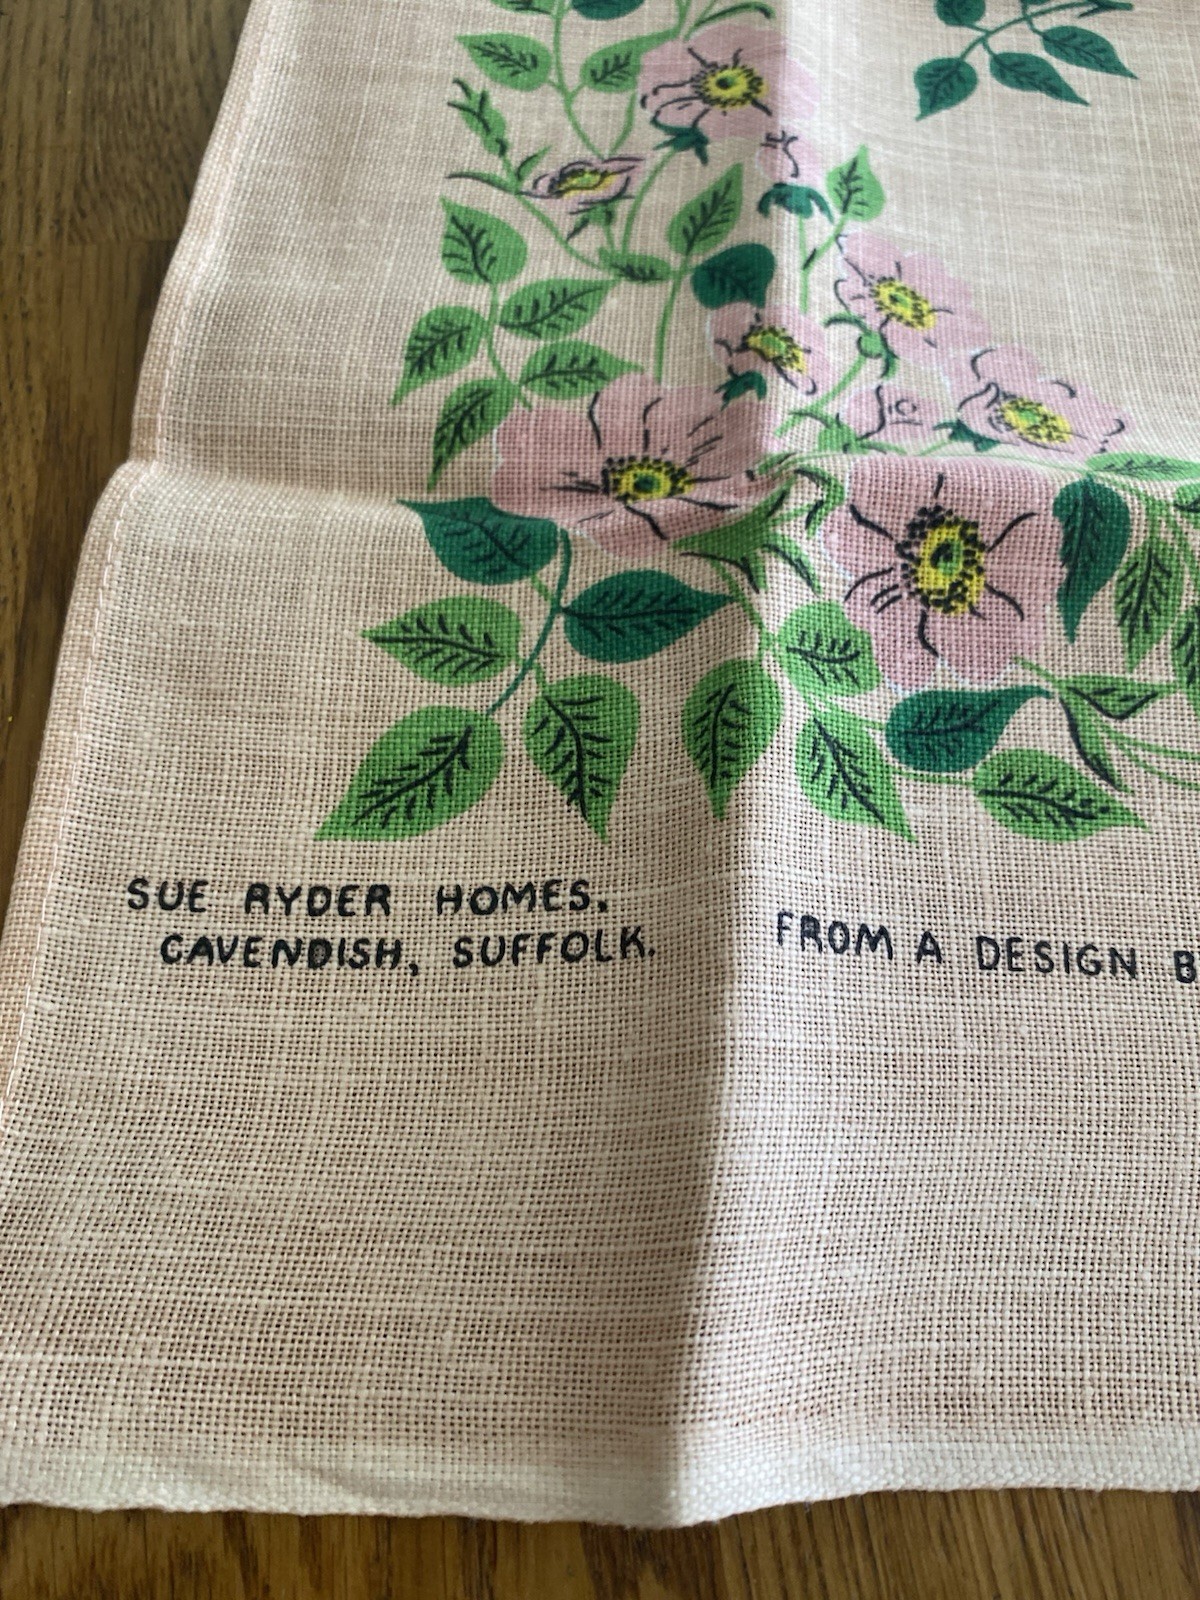 SUE RYDER HOMES.
CAVENDISH, SUFFOLK.
FROM A DESIGN B